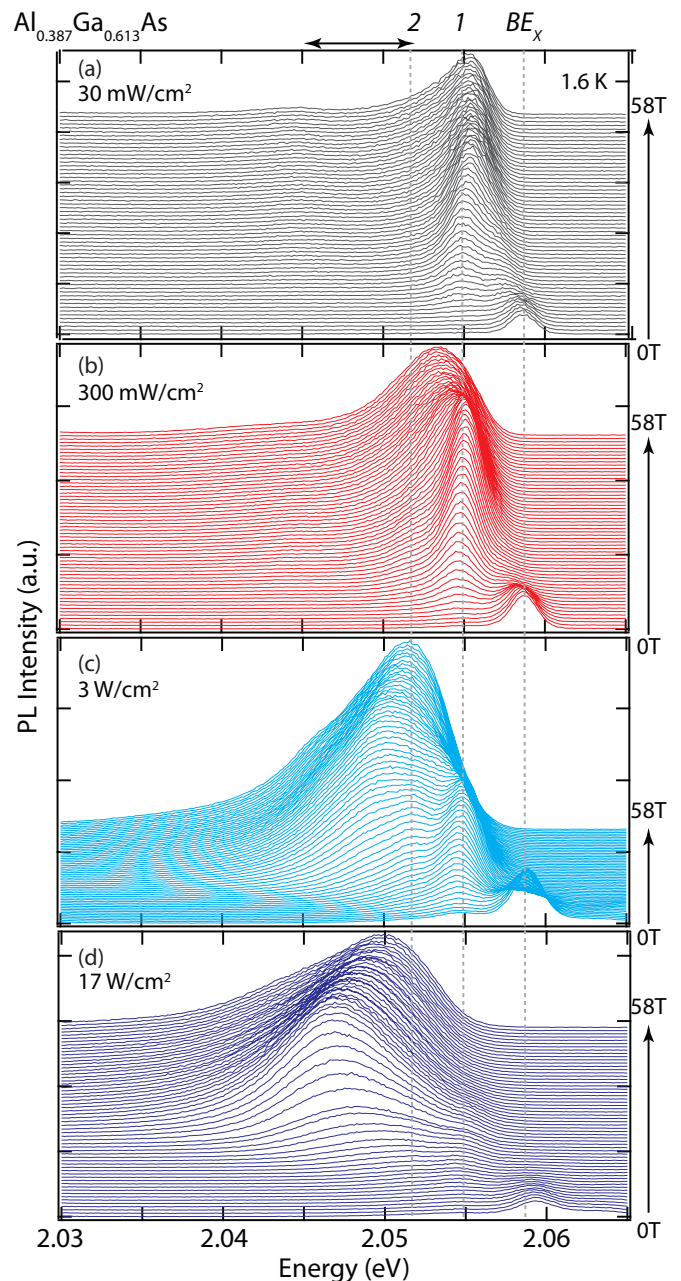 Al₀.₃₈₇Ga₀.₆₁₃As 2 1 BEₓ
(a) 1.6 K
30 mW/cm²
58T
0T
(b)
300 mW/cm²
58T
0T
(c)
3 W/cm²
58T
0T
(d)
17 W/cm²
58T
0T
PL Intensity (a.u.)
2.03 2.04 2.05 2.06
Energy (eV)